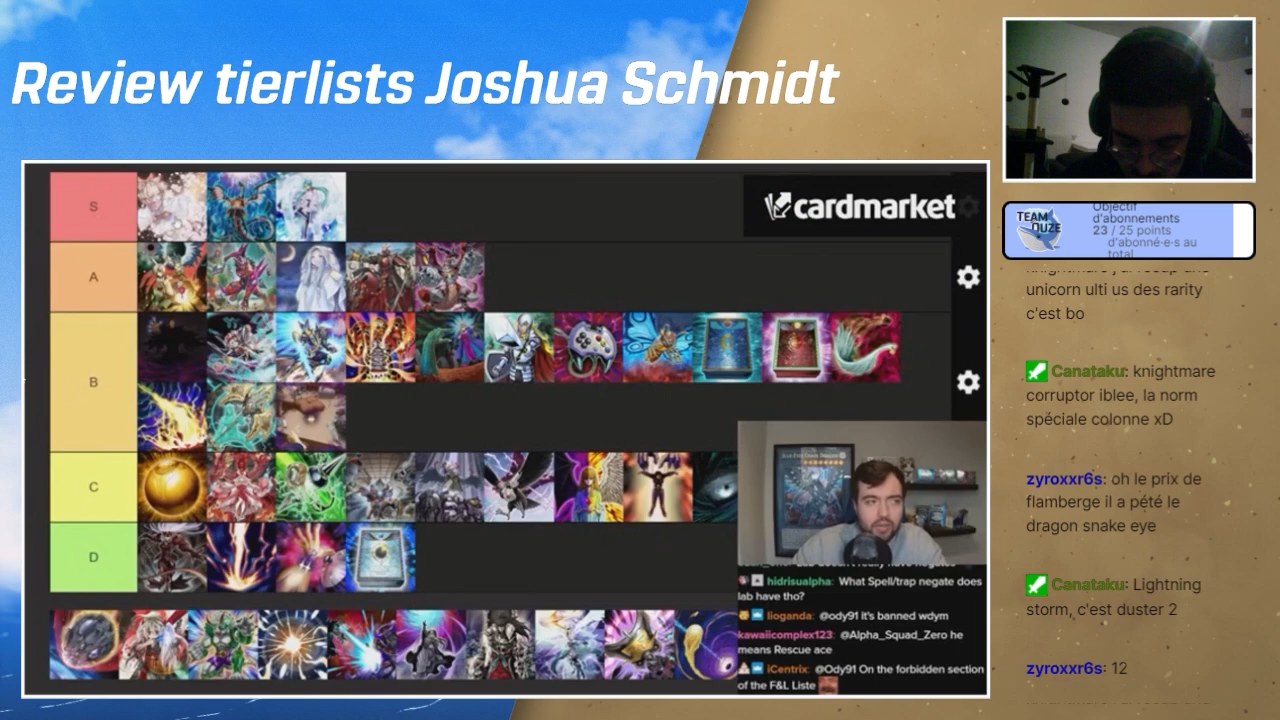 Review tierlists Joshua Schmidt
S
A
B
C
D
cardmarket
hidrisualpha: What Spell/trap negate does
lab have tho?
lioganda: @ody91 it's banned wdym
kawaiicomplex123: @Alpha_Squad_Zero he
means Rescue ace
iCentrix: @Ody91 On the forbidden section
of the F&L Liste
TEAM
OUZE
Objectif
d'abonnements
23 / 25 points
d'abonné·e·s au
total
unicorn ulti us des rarity
c'est bo
Canataku: knightmare
corruptor iblee, la norm
spéciale colonne xD
zyroxxr6s: oh le prix de
flamberge il a pété le
dragon snake eye
Canataku: Lightning
storm, c'est duster 2
zyroxxr6s: 12